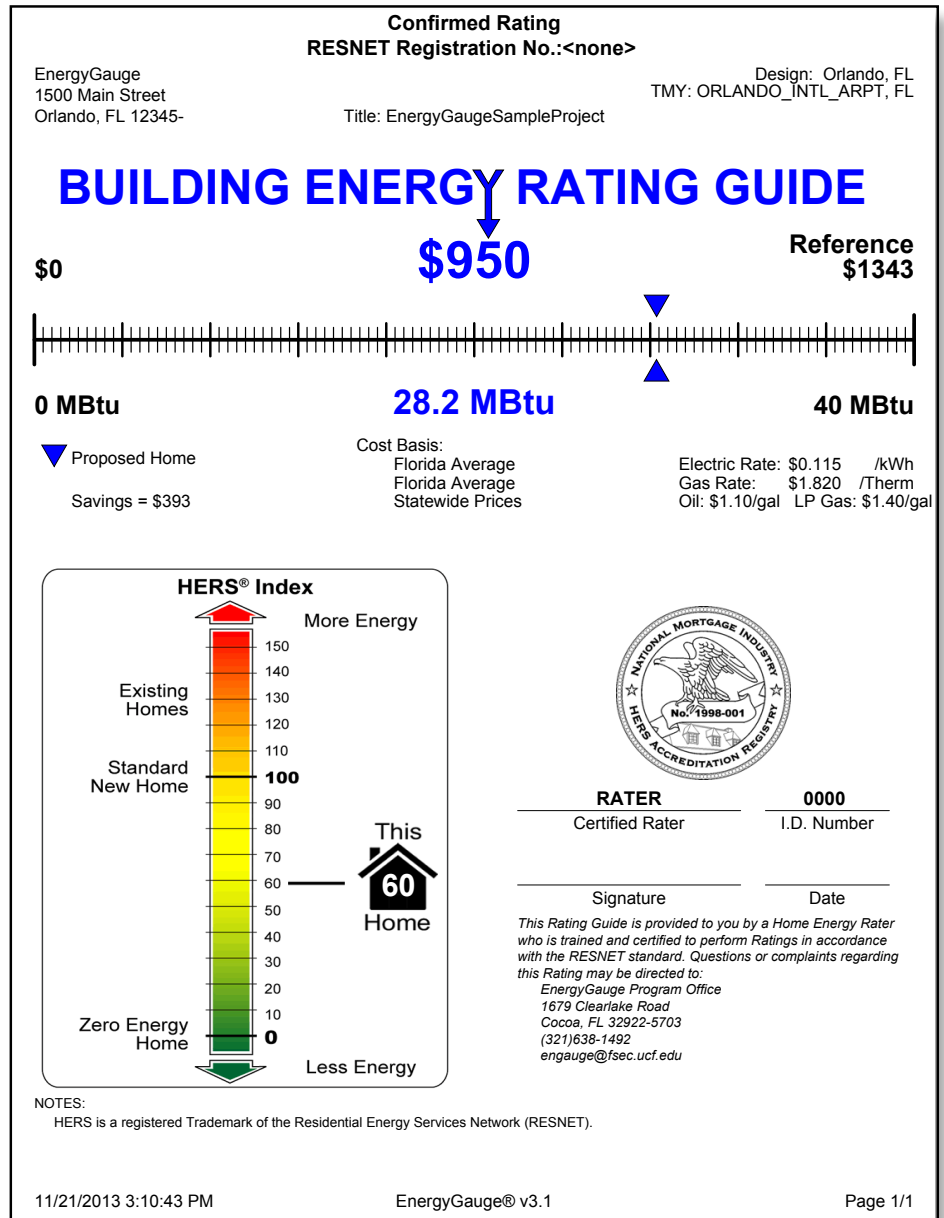 Confirmed Rating
RESNET Registration No.:<none>
EnergyGauge
1500 Main Street
Orlando, FL 12345-
Title: EnergyGaugeSampleProject
Design: Orlando, FL
TMY: ORLANDO_INTL_ARPT, FL
BUILDING ENERGY RATING GUIDE
$0
$950
Reference
$1343
0 MBtu
28.2 MBtu
40 MBtu
Proposed Home
Savings = $393
Cost Basis:
Florida Average
Florida Average
Statewide Prices
Electric Rate: $0.115 /kWh
Gas Rate: $1.820 /Therm
Oil: $1.10/gal LP Gas: $1.40/gal
HERS® Index
More Energy
150
140
Existing
Homes
130
120
110
Standard
New Home
100
90
80
70
60
50
40
30
20
10
Zero Energy
Home
0
Less Energy
This
60
Home
NATIONAL MORTGAGE INDUSTRY
No. 1998-001
HERS ACCREDITATION REGISTRY
RATER
Certified Rater
0000
I.D. Number
Signature
Date
This Rating Guide is provided to you by a Home Energy Rater
who is trained and certified to perform Ratings in accordance
with the RESNET standard. Questions or complaints regarding
this Rating may be directed to:
EnergyGauge Program Office
1679 Clearlake Road
Cocoa, FL 32922-5703
(321)638-1492
engauge@fsec.ucf.edu
NOTES:
HERS is a registered Trademark of the Residential Energy Services Network (RESNET).
11/21/2013 3:10:43 PM
EnergyGauge® v3.1
Page 1/1